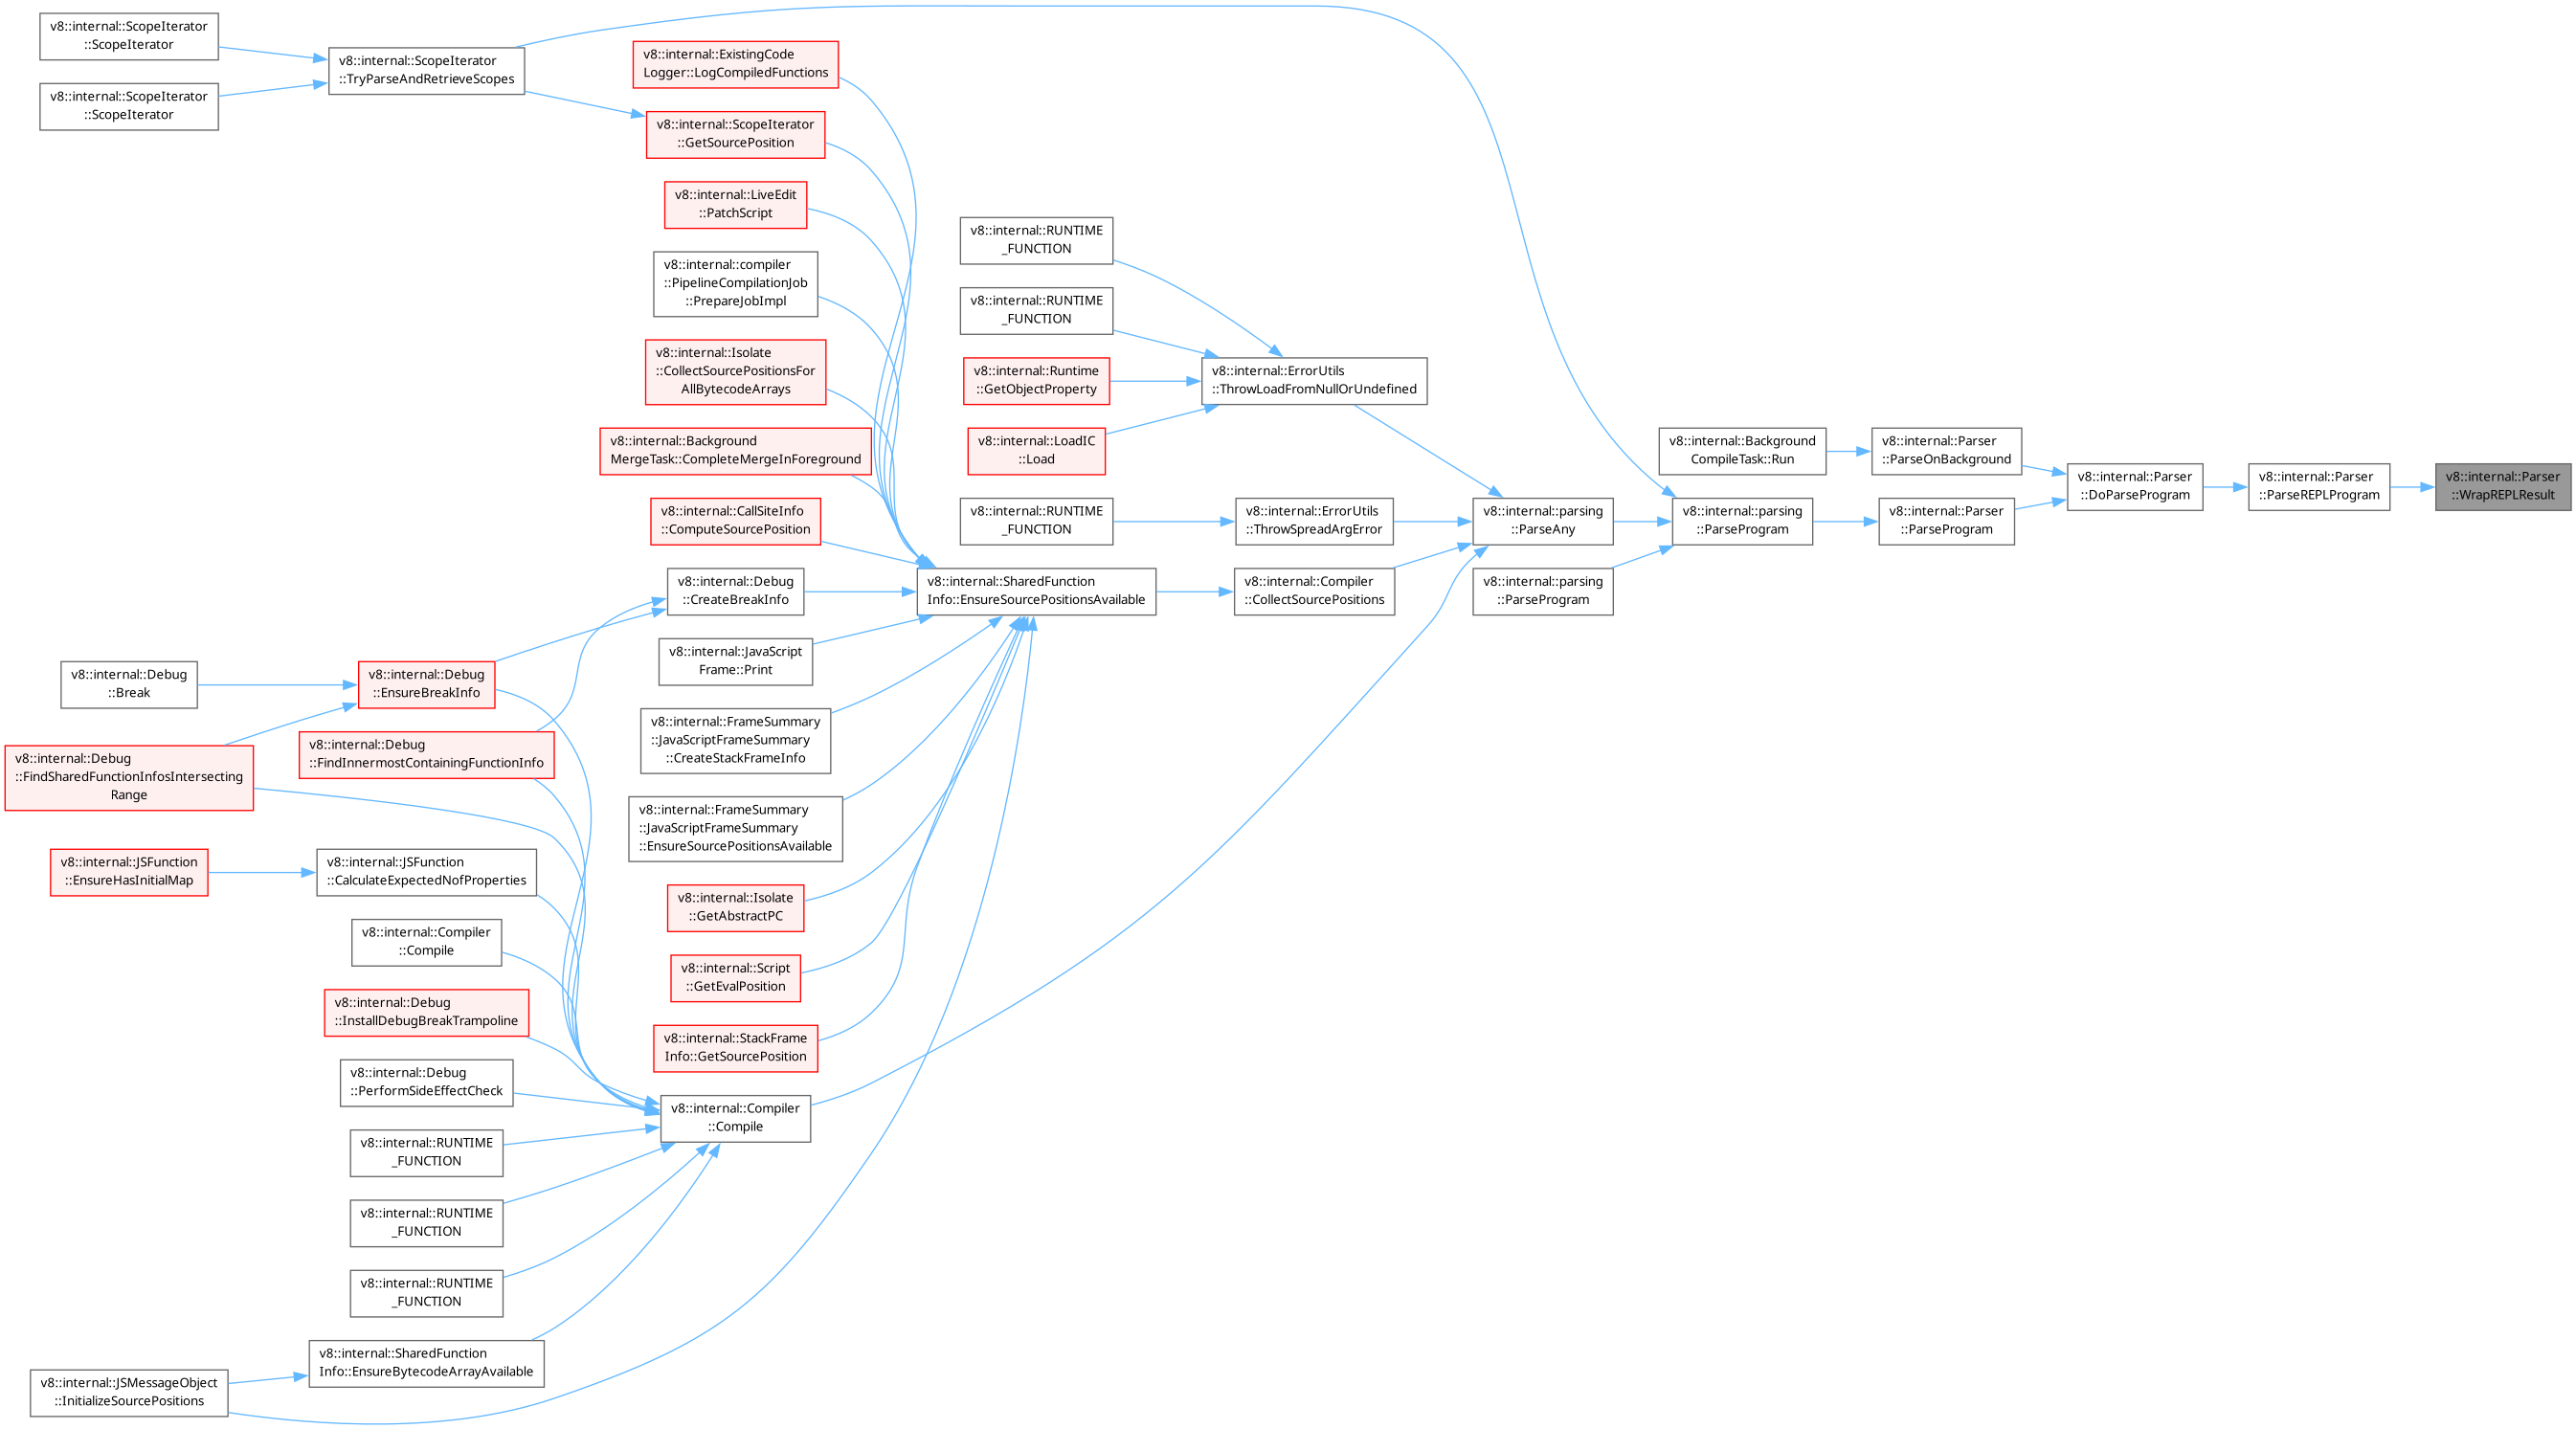 v8::internal::ScopeIterator
::ScopeIterator
v8::internal::ScopeIterator
::ScopeIterator
v8::internal::ScopeIterator
::TryParseAndRetrieveScopes
v8::internal::ExistingCode
Logger::LogCompiledFunctions
v8::internal::ScopeIterator
::GetSourcePosition
v8::internal::LiveEdit
::PatchScript
v8::internal::compiler
::PipelineCompilationJob
::PrepareJobImpl
v8::internal::Isolate
::CollectSourcePositionsFor
AllBytecodeArrays
v8::internal::Background
MergeTask::CompleteMergeInForeground
v8::internal::CallSiteInfo
::ComputeSourcePosition
v8::internal::Debug
::CreateBreakInfo
v8::internal::JavaScript
Frame::Print
v8::internal::FrameSummary
::JavaScriptFrameSummary
::CreateStackFrameInfo
v8::internal::FrameSummary
::JavaScriptFrameSummary
::EnsureSourcePositionsAvailable
v8::internal::Isolate
::GetAbstractPC
v8::internal::Script
::GetEvalPosition
v8::internal::StackFrame
Info::GetSourcePosition
v8::internal::Compiler
::Compile
v8::internal::Debug
::Break
v8::internal::Debug
::EnsureBreakInfo
v8::internal::Debug
::FindSharedFunctionInfosIntersecting
Range
v8::internal::Debug
::FindInnermostContainingFunctionInfo
v8::internal::JSFunction
::EnsureHasInitialMap
v8::internal::JSFunction
::CalculateExpectedNofProperties
v8::internal::Compiler
::Compile
v8::internal::Debug
::InstallDebugBreakTrampoline
v8::internal::Debug
::PerformSideEffectCheck
v8::internal::RUNTIME
_FUNCTION
v8::internal::RUNTIME
_FUNCTION
v8::internal::RUNTIME
_FUNCTION
v8::internal::SharedFunction
Info::EnsureBytecodeArrayAvailable
v8::internal::JSMessageObject
::InitializeSourcePositions
v8::internal::RUNTIME
_FUNCTION
v8::internal::RUNTIME
_FUNCTION
v8::internal::Runtime
::GetObjectProperty
v8::internal::LoadIC
::Load
v8::internal::RUNTIME
_FUNCTION
v8::internal::SharedFunction
Info::EnsureSourcePositionsAvailable
v8::internal::ErrorUtils
::ThrowLoadFromNullOrUndefined
v8::internal::ErrorUtils
::ThrowSpreadArgError
v8::internal::Compiler
::CollectSourcePositions
v8::internal::parsing
::ParseAny
v8::internal::parsing
::ParseProgram
v8::internal::Background
CompileTask::Run
v8::internal::parsing
::ParseProgram
v8::internal::Parser
::ParseOnBackground
v8::internal::Parser
::ParseProgram
v8::internal::Parser
::DoParseProgram
v8::internal::Parser
::ParseREPLProgram
v8::internal::Parser
::WrapREPLResult